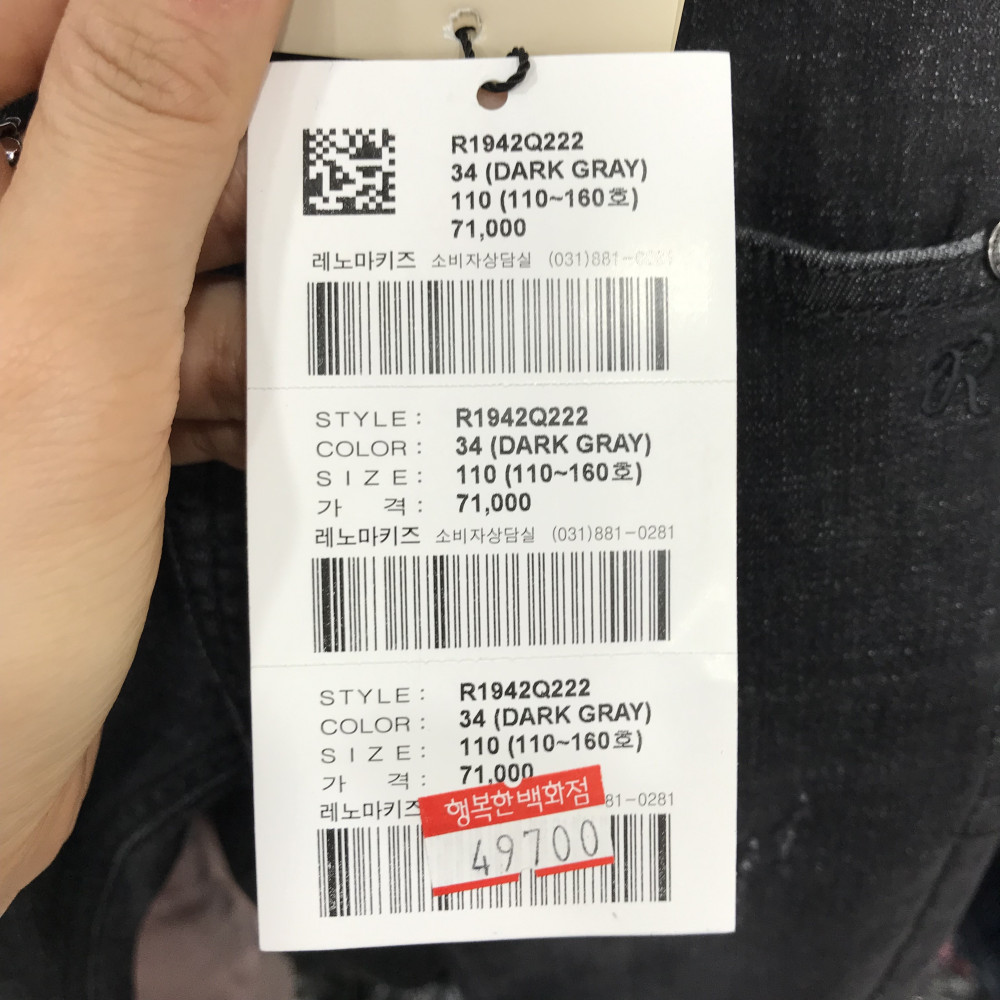 R1942Q222
34 (DARK GRAY)
110 (110~160호)
71,000
레노마키즈 소비자상담실 (031)881-0281
STYLE : R1942Q222
COLOR : 34 (DARK GRAY)
SIZE : 110 (110~160호)
가 격 : 71,000
레노마키즈 소비자상담실 (031)881-0281
STYLE : R1942Q222
COLOR : 34 (DARK GRAY)
SIZE : 110 (110~160호)
가 격 : 71,000
레노마키즈 81-0281
행복한백화점
49700
R